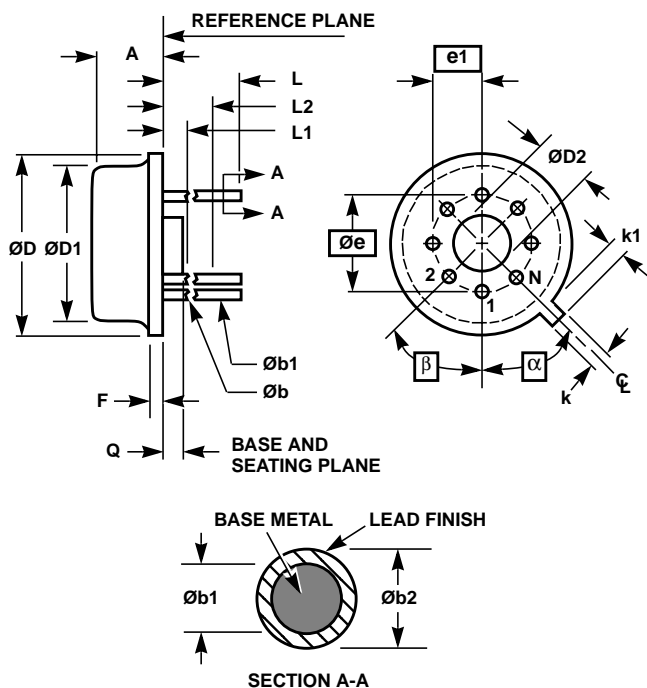 REFERENCE PLANE
A
L
L2
L1
e1
ØD2
A
A
ØD
ØD1
Øe
k1
2
N
1
Øb1
Øb
β
α
k
C
L
F
Q
BASE AND
SEATING PLANE
BASE METAL
LEAD FINISH
Øb1
Øb2
SECTION A-A